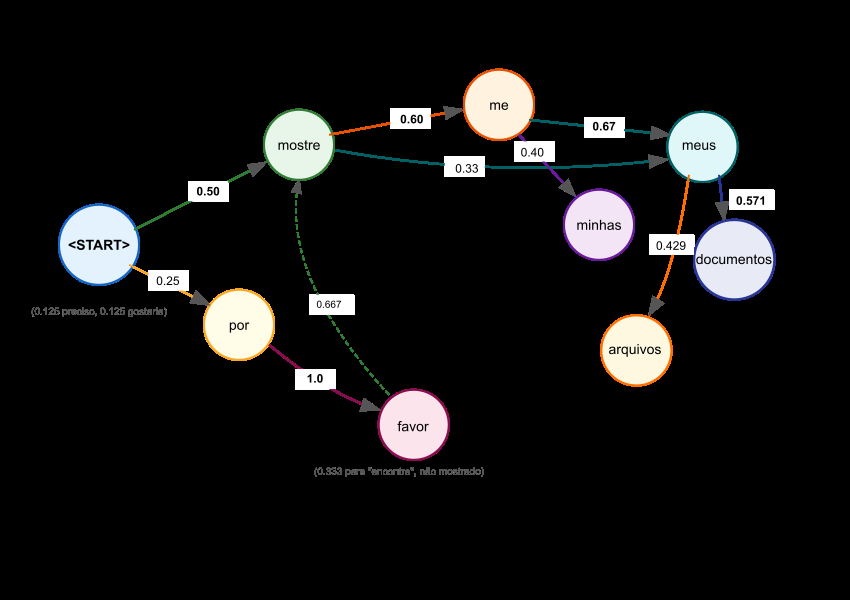 me
0.60
0.67
mostre
meus
0.40
0.33
0.50
0.571
minhas
<START>
0.429
documentos
0.25
0.667
(0.125 preciso, 0.125 gostaria)
por
arquivos
1.0
favor
(0.333 para "encontre", não mostrado)